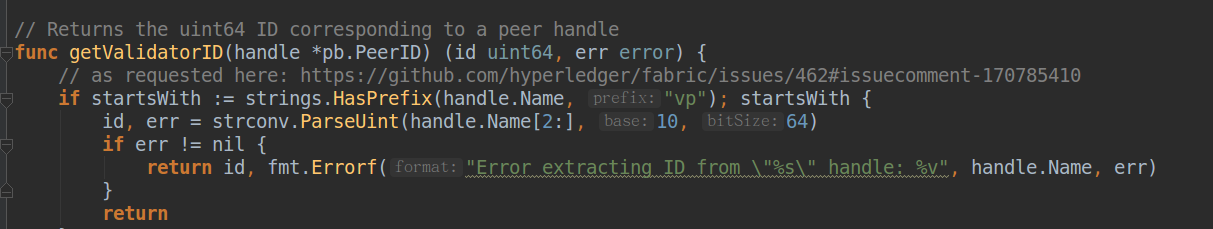 // Returns the uint64 ID corresponding to a peer handle
func getValidatorID(handle *pb.PeerID) (id uint64, err error) {
// as requested here: https://github.com/hyperledger/fabric/issues/462#issuecomment-170785410
if startsWith := strings.HasPrefix(handle.Name, prefix: "vp"); startsWith {
id, err = strconv.ParseUint(handle.Name[2:], base: 10, bitSize: 64)
if err != nil {
return id, fmt.Errorf( format: "Error extracting ID from \"%s\" handle: %v", handle.Name, err)
}
return